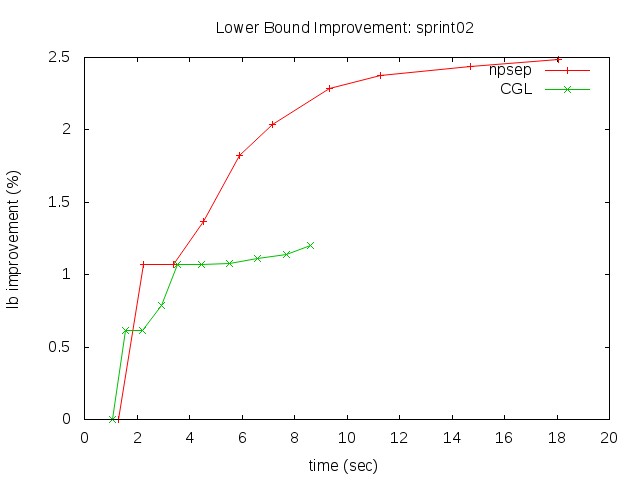 Lower Bound Improvement: sprint02
2.5
npsep
CGL
2
1.5
1
0.5
0
lb improvement (%)
0 2 4 6 8 10 12 14 16 18 20
time (sec)